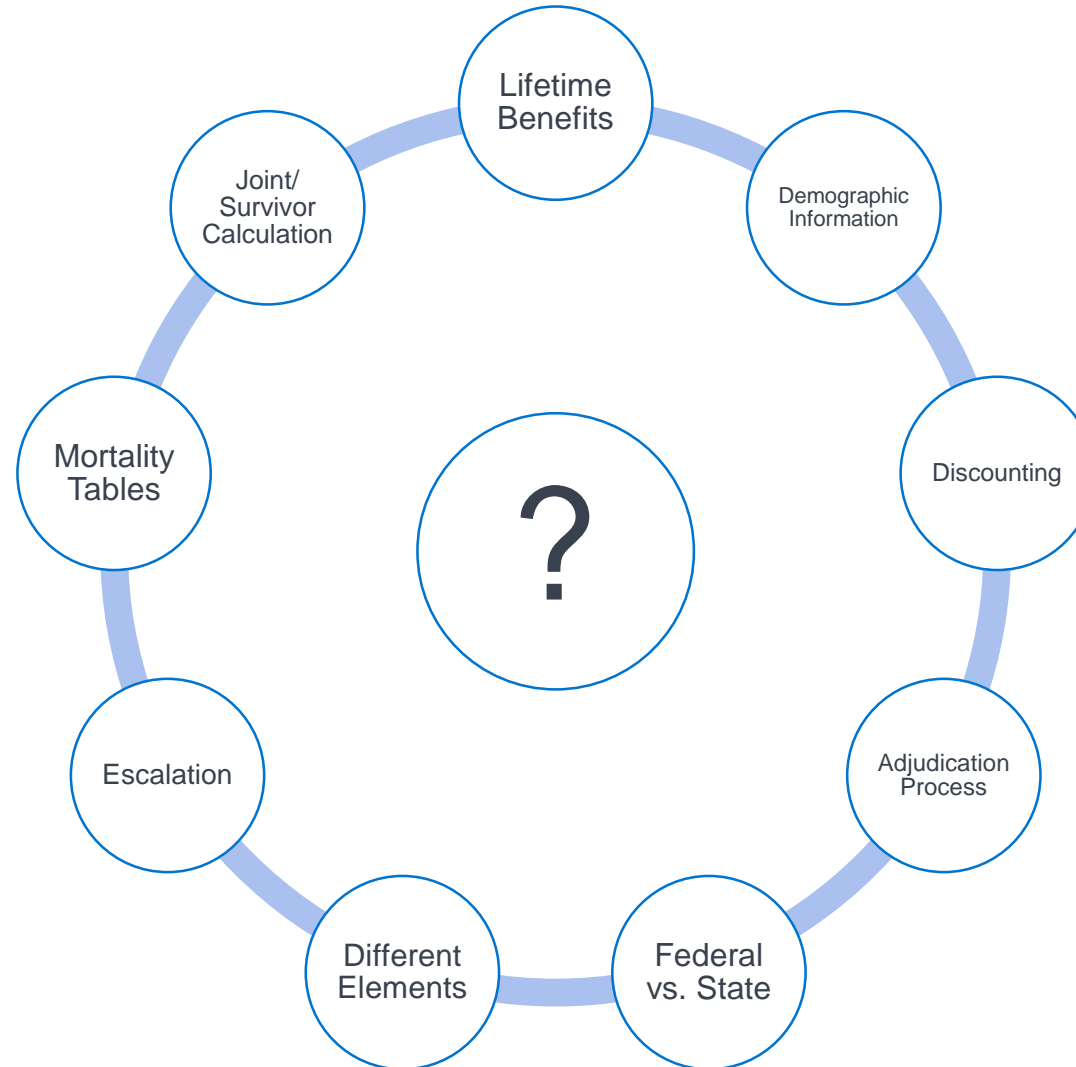 Lifetime
Benefits
Demographic
Information
Discounting
Adjudication
Process
Federal
vs. State
Different
Elements
Escalation
Mortality
Tables
Joint/
Survivor
Calculation
?